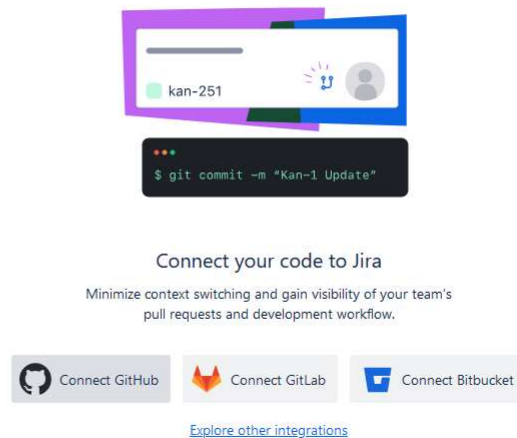 kan-251
$ git commit -m “Kan-1 Update”
Connect your code to Jira
Minimize context switching and gain visibility of your team's
pull requests and development workflow.
Connect GitHub
Connect GitLab
Connect Bitbucket
Explore other integrations